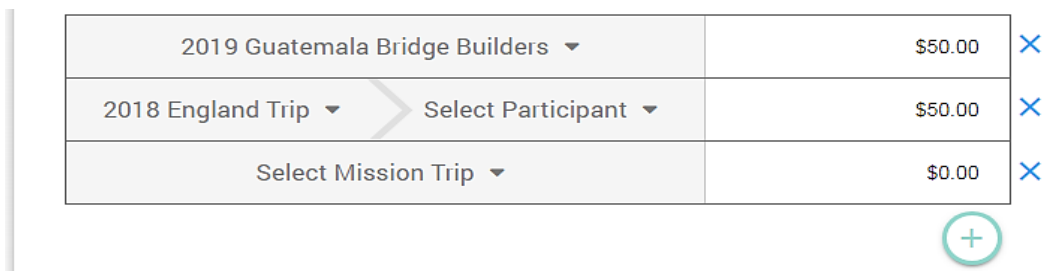 2019 Guatemala Bridge Builders $50.00
2018 England Trip Select Participant $50.00
Select Mission Trip $0.00